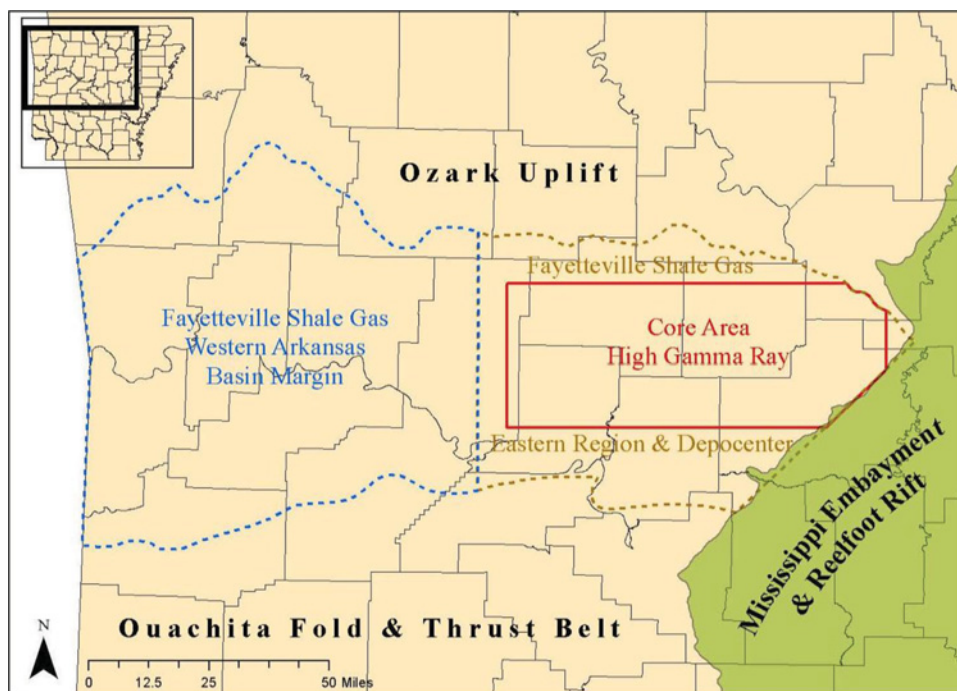 Ozark Uplift
Fayetteville Shale Gas
Fayetteville Shale Gas
Western Arkansas
Basin Margin
Core Area
High Gamma Ray
Eastern Region & Depocenter
Mississippi Embayment
& Reelfoot Rift
Ouachita Fold & Thrust Belt
N
0 12.5 25 50 Miles